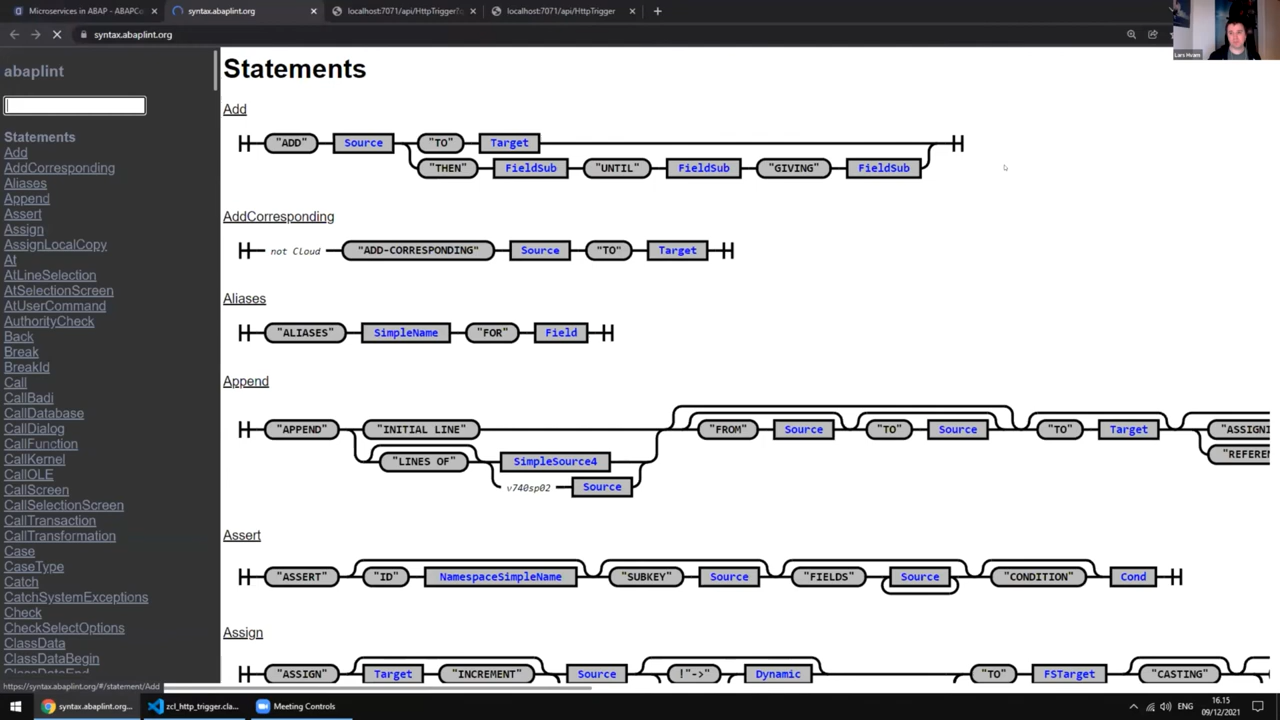 Microservices in ABAP - ABAPC
syntax.abaplint.org
localhost:7071/api/HttpTrigger?
localhost:7071/api/HttpTrigger
syntax.abaplint.org
Lars Hvam
abaplint
Statements
Add
AddCorresponding
Aliases
Append
Assert
Assign
AssignLocalCopy
At
AtLineSelection
AtSelectionScreen
AtUserCommand
AuthorityCheck
Back
Break
BreakId
Call
CallBadi
CallDatabase
CallDialog
CallFunction
CallKernel
CallOLE
CallScreen
CallSelectionScreen
CallTransaction
CallTransformation
Case
CaseType
Catch
CatchSystemExceptions
Check
CheckSelectOptions
ClassData
ClassDataBegin
ClassDataEnd
https://syntax.abaplint.org/#/statement/Add
Statements
Add
"ADD" Source "TO" Target
"THEN" FieldSub "UNTIL" FieldSub "GIVING" FieldSub
AddCorresponding
not Cloud "ADD-CORRESPONDING" Source "TO" Target
Aliases
"ALIASES" SimpleName "FOR" Field
Append
"APPEND" "INITIAL LINE" "FROM" Source "TO" Source "TO" Target "ASSIGNI
"LINES OF" SimpleSource4 "REFEREN
v740sp02 Source
Assert
"ASSERT" "ID" NamespaceSimpleName "SUBKEY" Source "FIELDS" Source "CONDITION" Cond
Assign
"ASSIGN" Target "INCREMENT" Source !"->" Dynamic "TO" FSTarget "CASTING"
syntax.abaplint.org...
zcl_http_trigger.cla...
Meeting Controls
ENG
16.15
09/12/2021